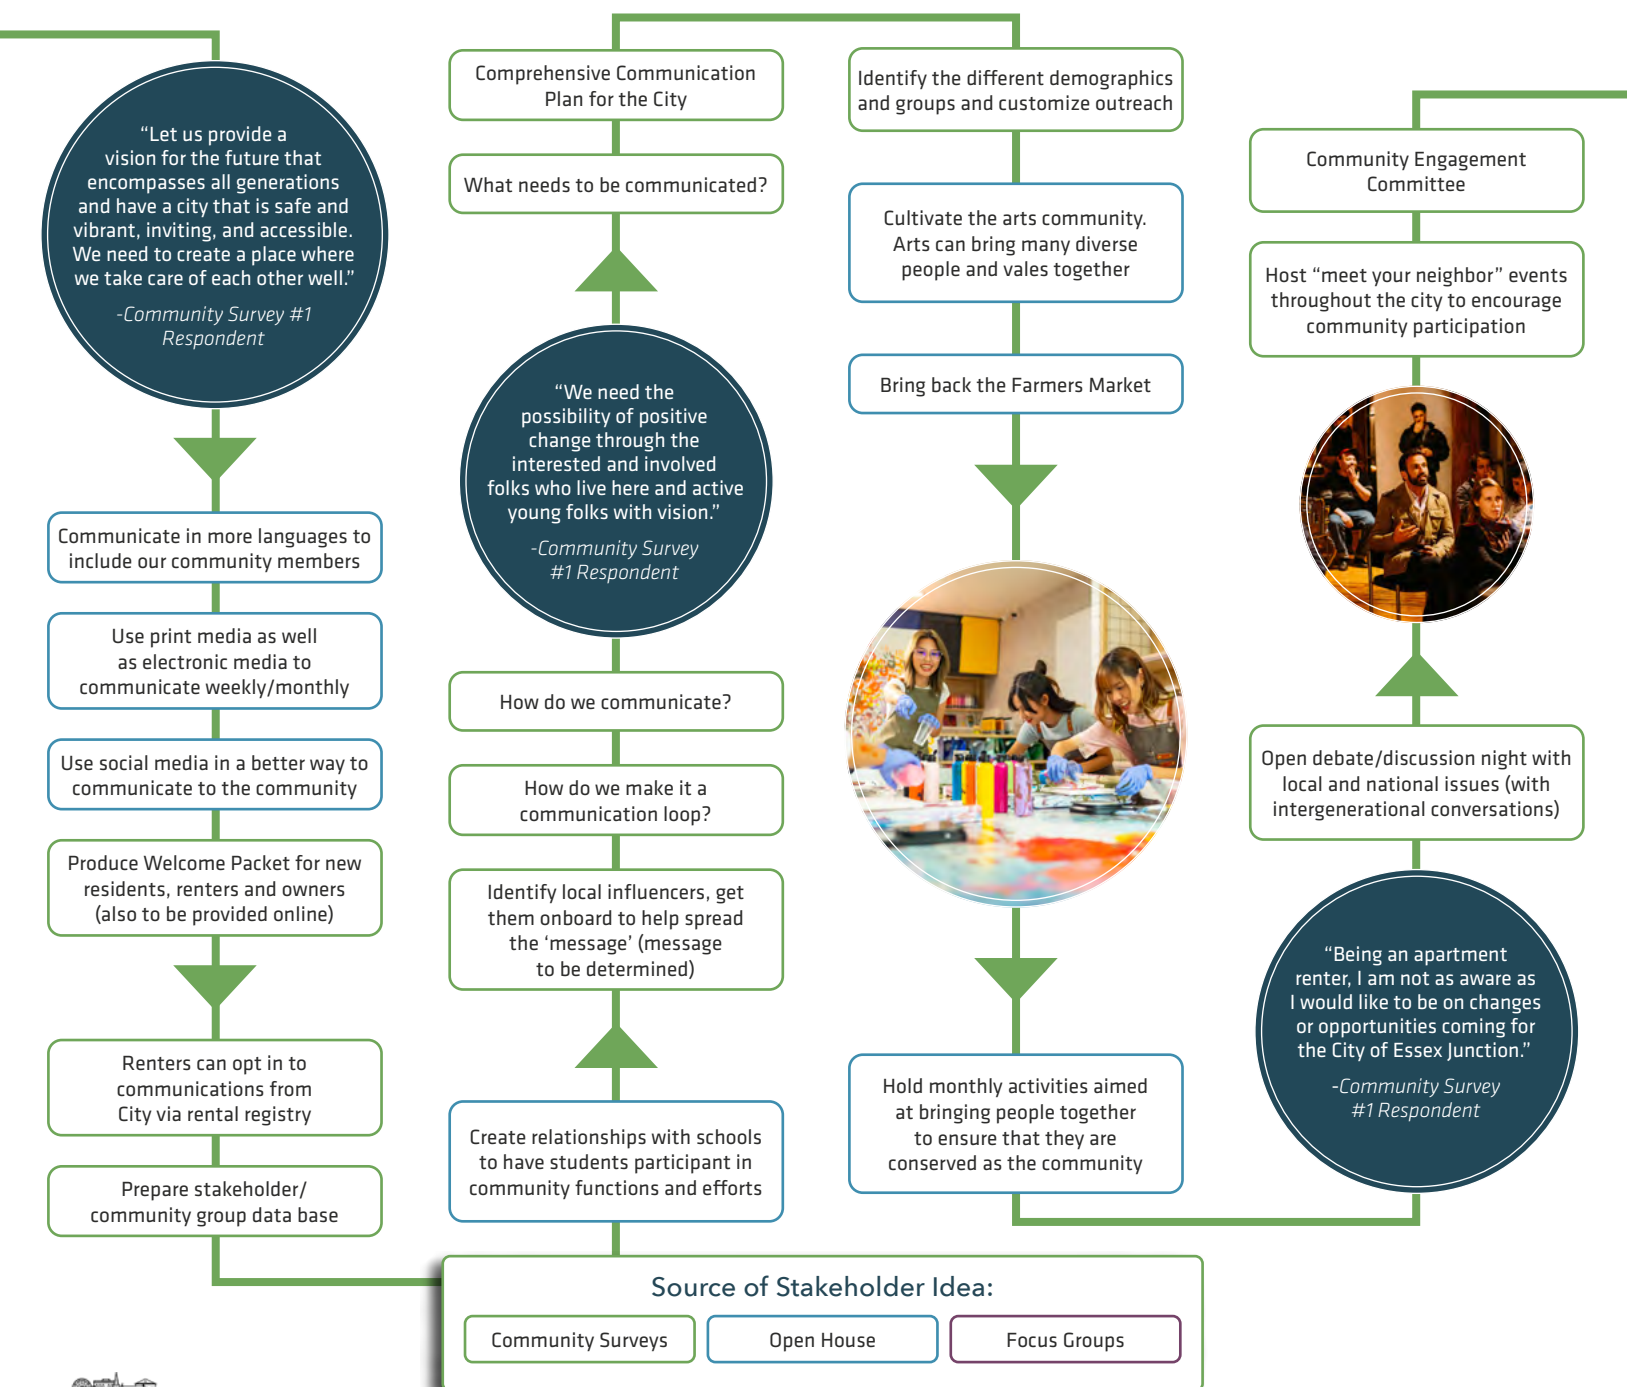 “Let us provide a
vision for the future that
encompasses all generations
and have a city that is safe and
vibrant, inviting, and accessible.
We need to create a place where
we take care of each other well.”
-Community Survey #1
Respondent
Communicate in more languages to
include our community members
Use print media as well
as electronic media to
communicate weekly/monthly
Use social media in a better way to
communicate to the community
Produce Welcome Packet for new
residents, renters and owners
(also to be provided online)
Renters can opt in to
communications from
City via rental registry
Prepare stakeholder/
community group data base
Comprehensive Communication
Plan for the City
What needs to be communicated?
“We need the
possibility of positive
change through the
interested and involved
folks who live here and active
young folks with vision.”
-Community Survey
#1 Respondent
How do we communicate?
How do we make it a
communication loop?
Identify local influencers, get
them onboard to help spread
the ‘message’ (message
to be determined)
Create relationships with schools
to have students participant in
community functions and efforts
Identify the different demographics
and groups and customize outreach
Cultivate the arts community.
Arts can bring many diverse
people and vales together
Bring back the Farmers Market
Hold monthly activities aimed
at bringing people together
to ensure that they are
conserved as the community
Community Engagement
Committee
Host “meet your neighbor” events
throughout the city to encourage
community participation
Open debate/discussion night with
local and national issues (with
intergenerational conversations)
“Being an apartment
renter, I am not as aware as
I would like to be on changes
or opportunities coming for
the City of Essex Junction.”
-Community Survey
#1 Respondent
Source of Stakeholder Idea:
Community Surveys
Open House
Focus Groups